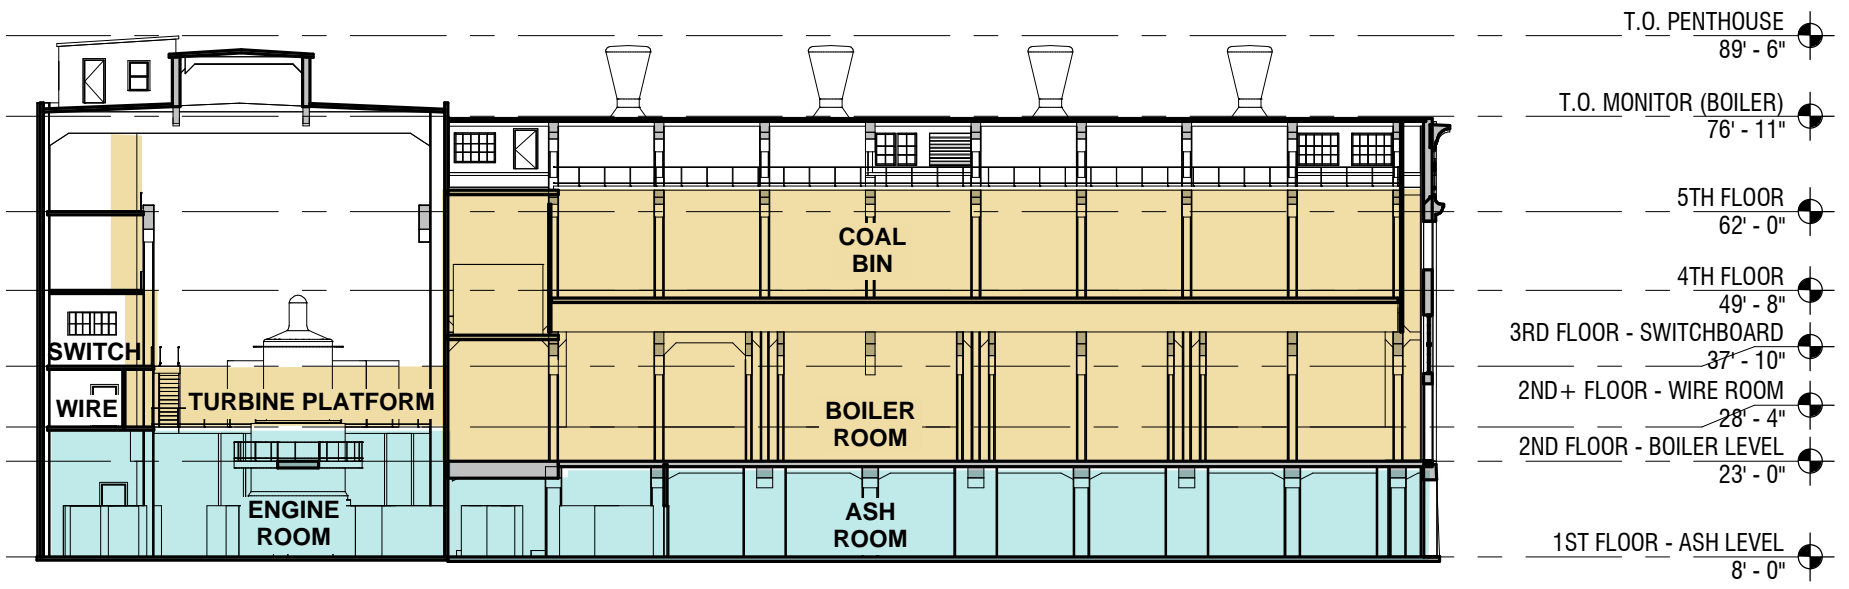 T.O. PENTHOUSE
89' - 6"
T.O. MONITOR (BOILER)
76' - 11"
5TH FLOOR
62' - 0"
4TH FLOOR
49' - 8"
3RD FLOOR - SWITCHBOARD
37' - 10"
2ND+ FLOOR - WIRE ROOM
28' - 4"
2ND FLOOR - BOILER LEVEL
23' - 0"
1ST FLOOR - ASH LEVEL
8' - 0"
COAL
BIN
SWITCH
WIRE
TURBINE PLATFORM
BOILER
ROOM
ENGINE
ROOM
ASH
ROOM